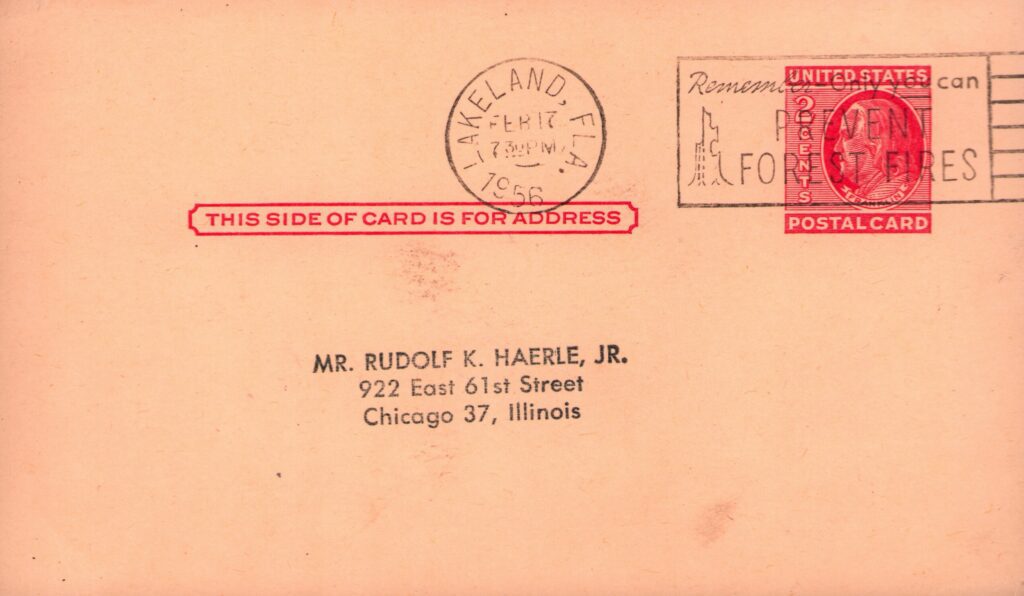 LAKELAND, FLA.
FEB 17
7 30 PM
1956
Remember-Only you can
PREVENT
FOREST FIRES
UNITED STATES
2 CENTS
FRANKLIN
POSTAL CARD
THIS SIDE OF CARD IS FOR ADDRESS
MR. RUDOLF K. HAERLE, JR.
922 East 61st Street
Chicago 37, Illinois